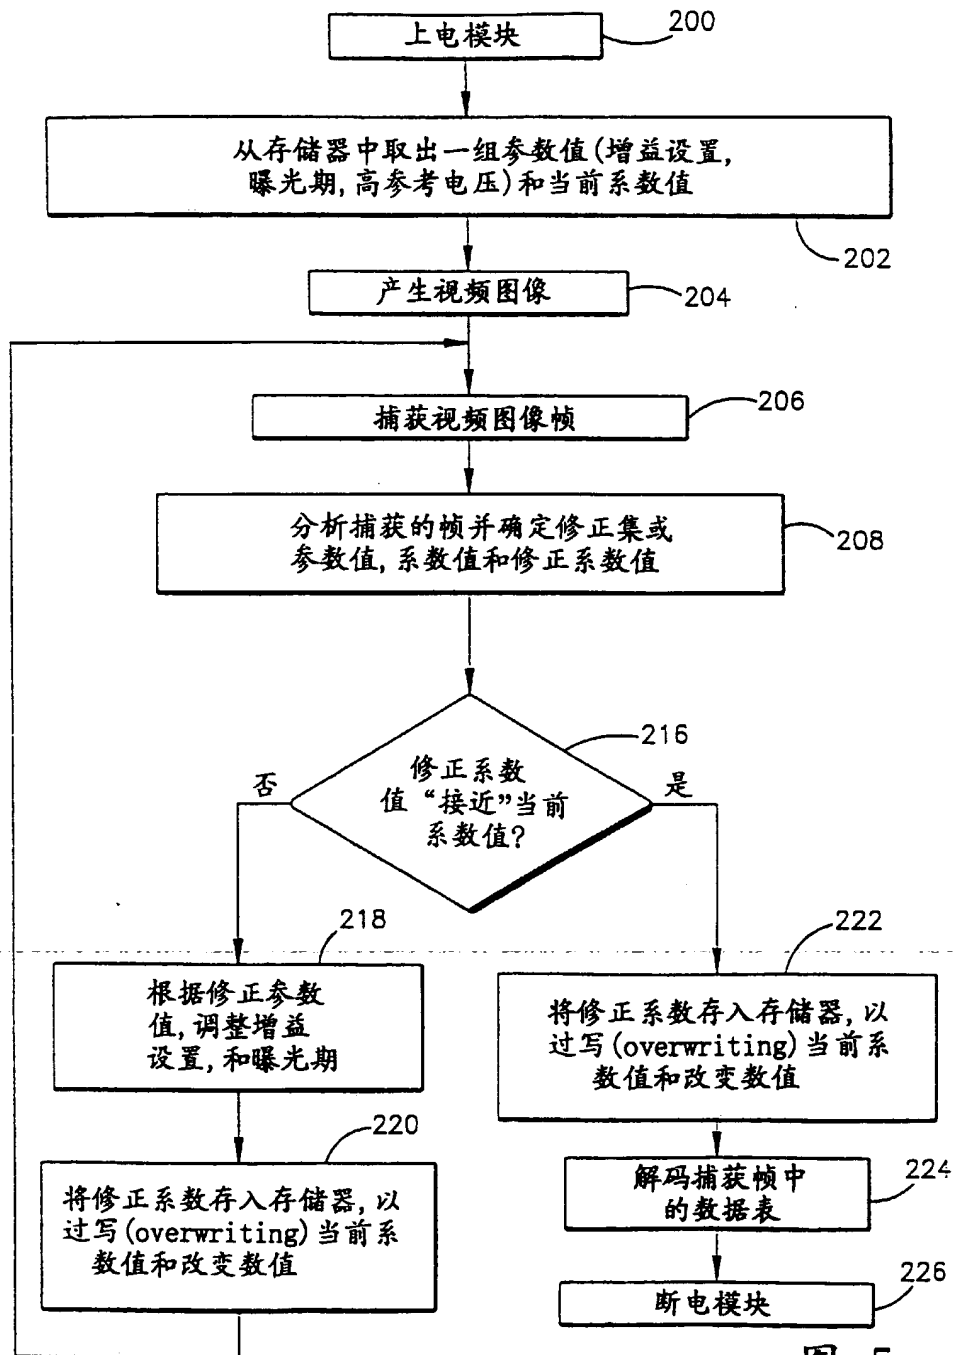 上电模块
200
从存储器中取出一组参数值(增益设置,
曝光期,高参考电压)和当前系数值
202
产生视频图像
204
捕获视频图像帧
206
分析捕获的帧并确定修正集或
参数值,系数值和修正系数值
208
修正系数
值“接近”当前
系数值?
216
否
是
218
根据修正参数
值,调整增益
设置,和曝光期
220
将修正系数存入存储器,以
过写(overwriting)当前系
数值和改变数值
222
将修正系数存入存储器,以
过写(overwriting)当前系
数值和改变数值
解码捕获帧中
的数据表
224
断电模块
226